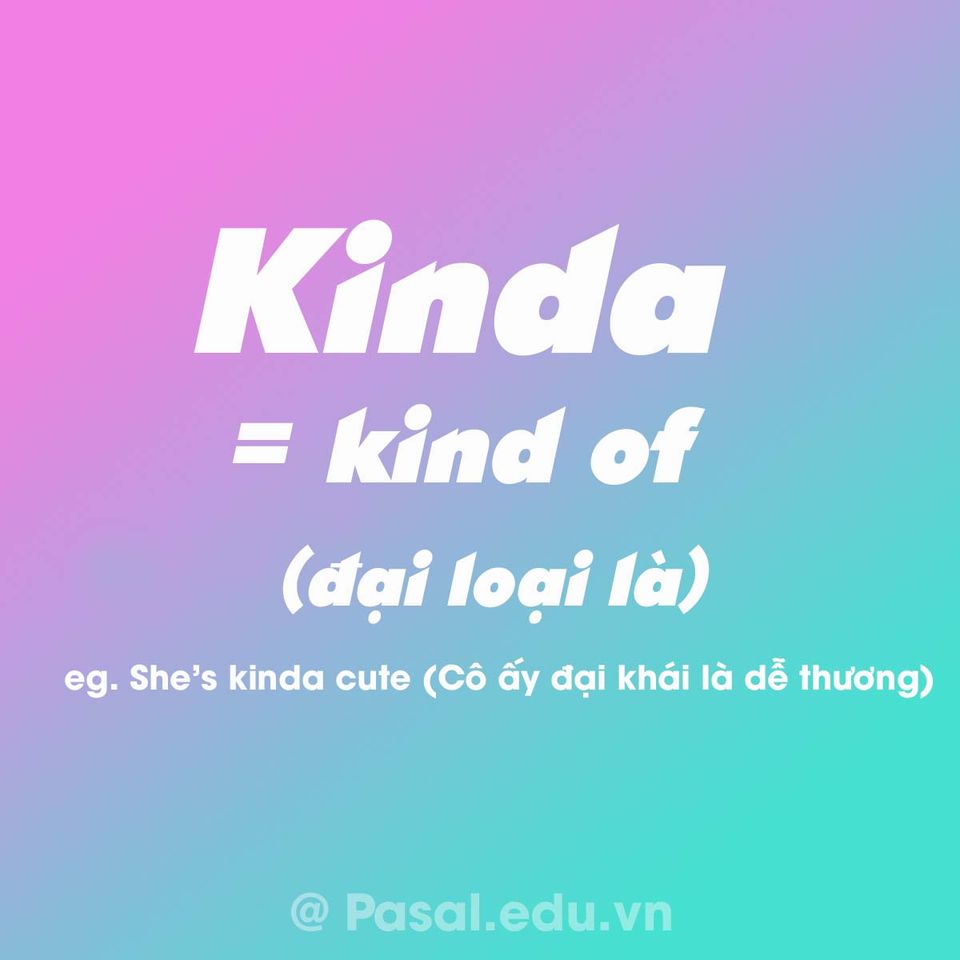 Kinda
= kind of
(đại loại là)
eg. She’s kinda cute (Cô ấy đại khái là dễ thương)
@ Pasal.edu.vn